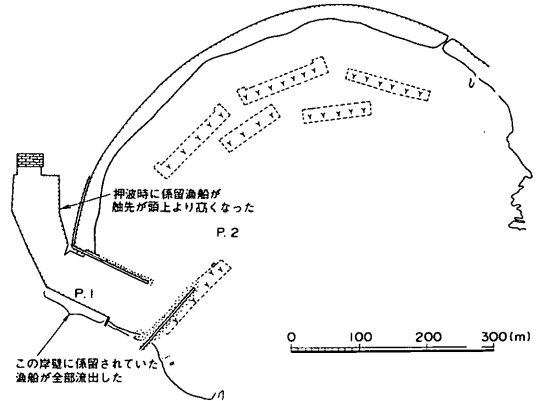 押波時に係留漁船が
舳先が頭上より高くなった
P.2
P.1
0 100 200 300(m)
この岸壁に係留されていた
漁船が全部流出した